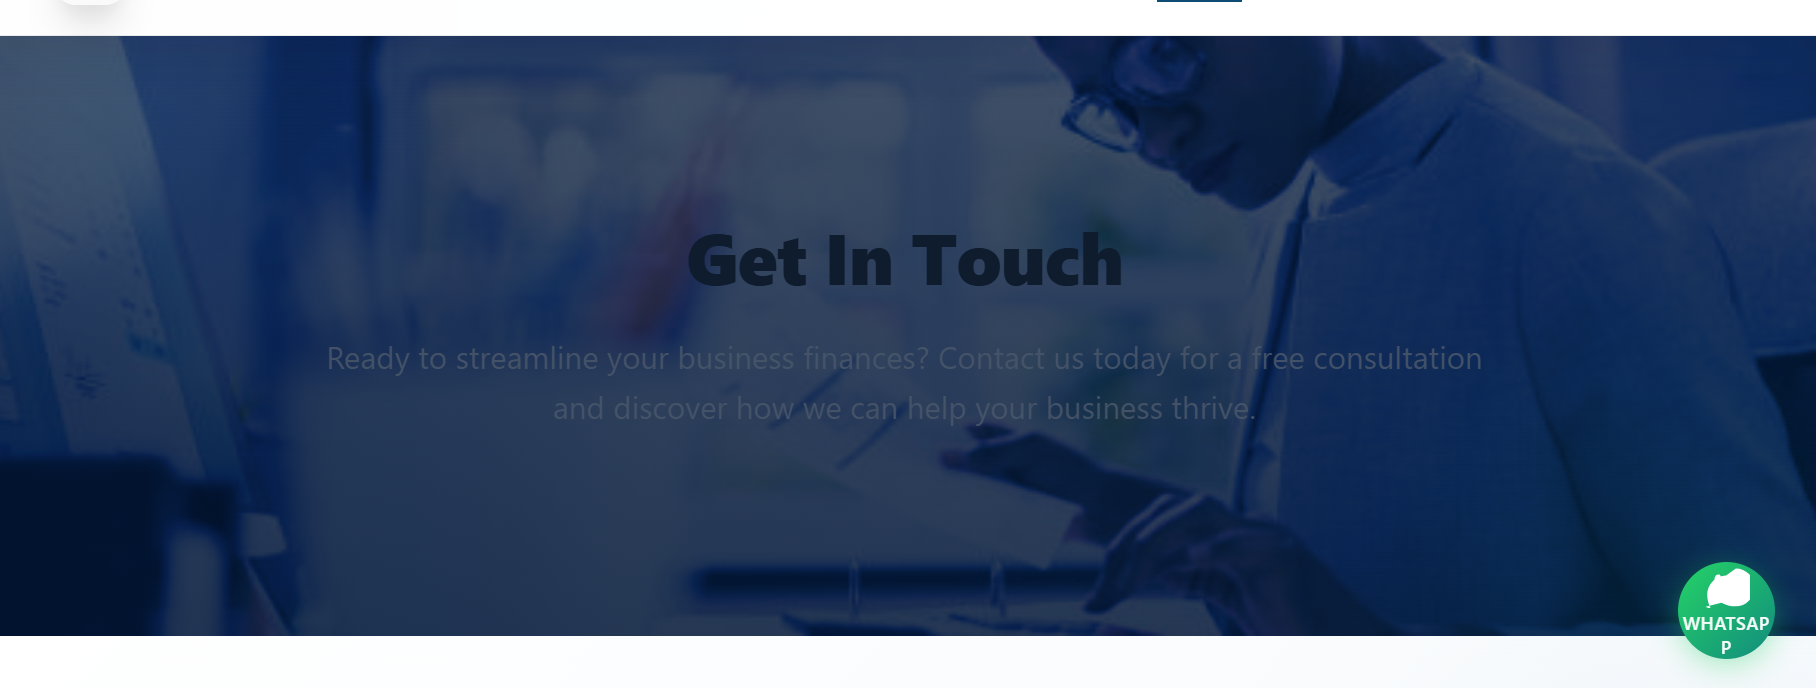 Get In Touch
Ready to streamline your business finances? Contact us today for a free consultation
and discover how we can help your business thrive.
WHATSAP
P